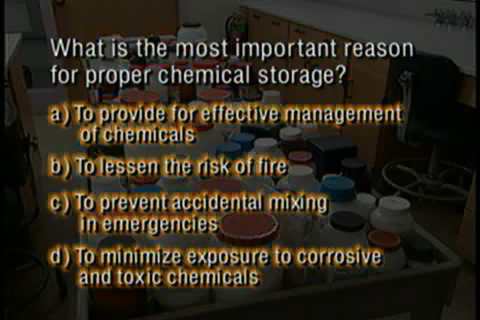 What is the most important reason
for proper chemical storage?
a) To provide for effective management
of chemicals
b) To lessen the risk of fire
c) To prevent accidental mixing
in emergencies
d) To minimize exposure to corrosive
and toxic chemicals